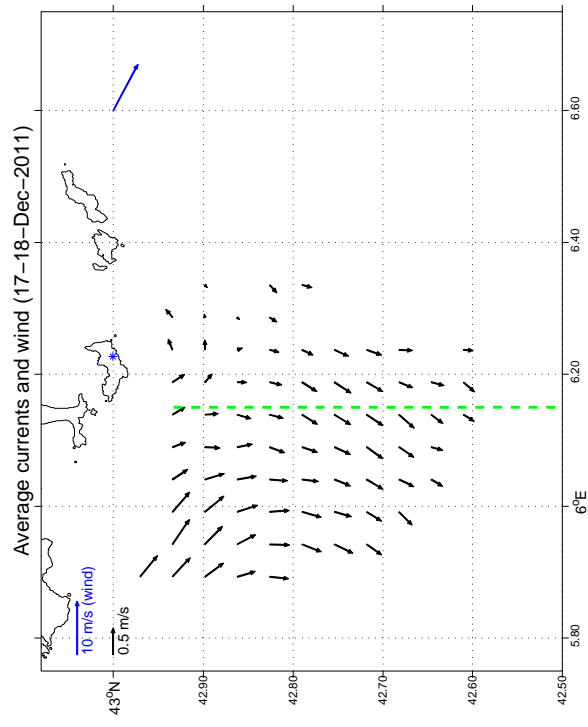 Average currents and wind (17−18−Dec−2011)
10 m/s (wind)
0.5 m/s
43°N
42.90
42.80
42.70
42.60
42.50
5.80
6°E
6.20
6.40
6.60